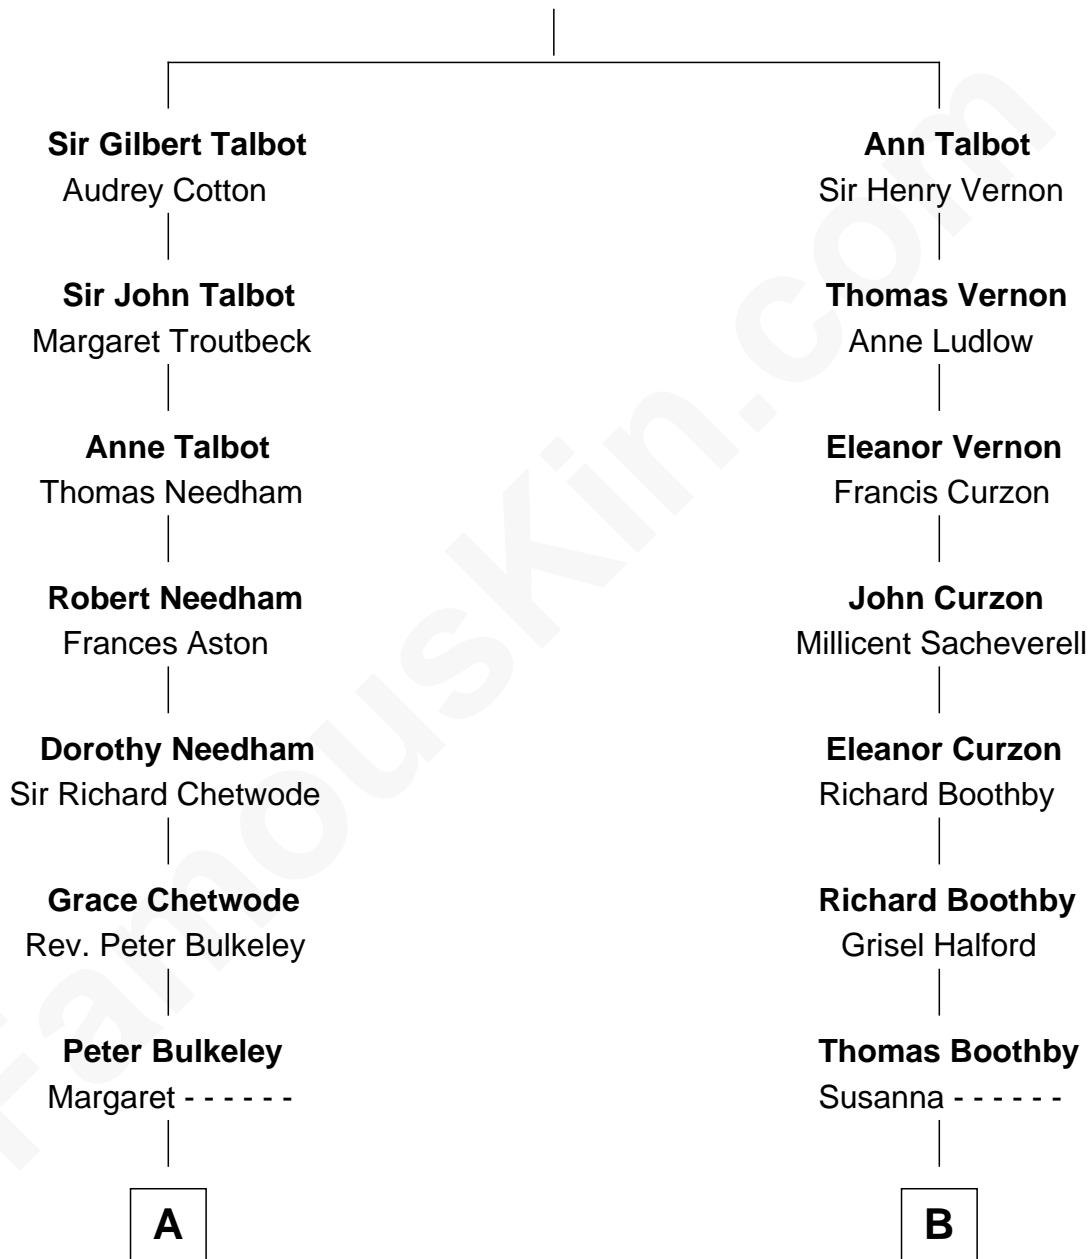 Sir Gilbert Talbot
Audrey Cotton
Sir John Talbot
Margaret Troutbeck
Anne Talbot
Thomas Needham
Robert Needham
Frances Aston
Dorothy Needham
Sir Richard Chetwode
Grace Chetwode
Rev. Peter Bulkeley
Peter Bulkeley
Margaret - - - - - -
A
Ann Talbot
Sir Henry Vernon
Thomas Vernon
Anne Ludlow
Eleanor Vernon
Francis Curzon
John Curzon
Millicent Sacheverell
Eleanor Curzon
Richard Boothby
Richard Boothby
Grisel Halford
Thomas Boothby
Susanna - - - - - -
B
FamousKin.com